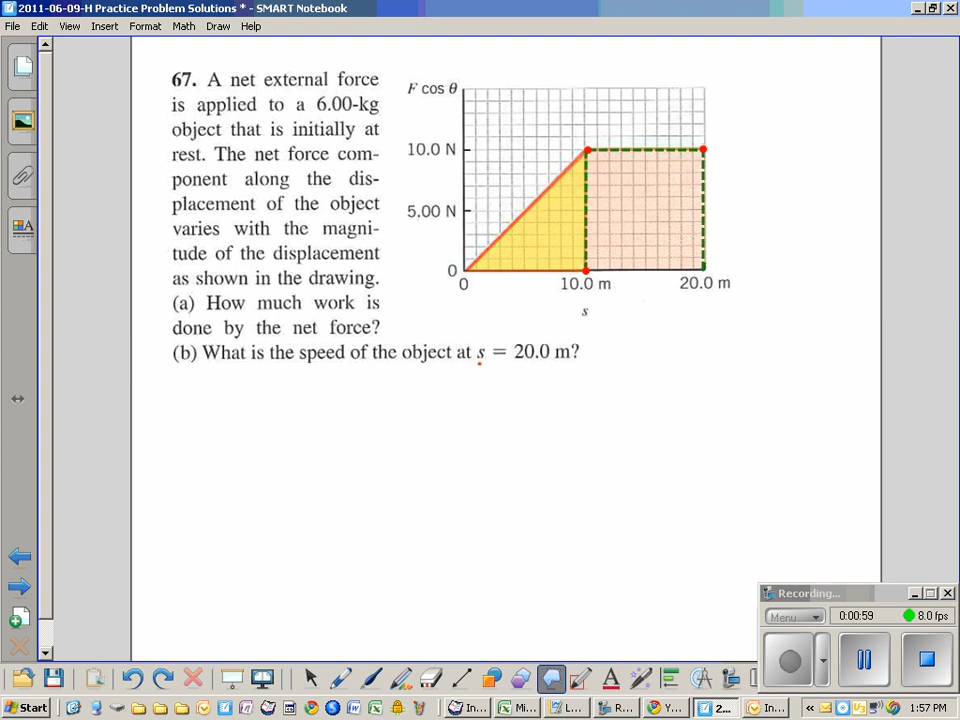 2011-06-09-H Practice Problem Solutions * - SMART Notebook
File Edit View Insert Format Math Draw Help
67. A net external force
is applied to a 6.00-kg
object that is initially at
rest. The net force com-
ponent along the dis-
placement of the object
varies with the magni-
tude of the displacement
as shown in the drawing.
(a) How much work is
done by the net force?
(b) What is the speed of the object at s = 20.0 m?
F cos θ
10.0 N
5.00 N
0
0 10.0 m 20.0 m
s
Recording...
Menu 0:00:59 8.0 fps
Start In... Mi... L... R... Y... 2... In... « 1:57 PM